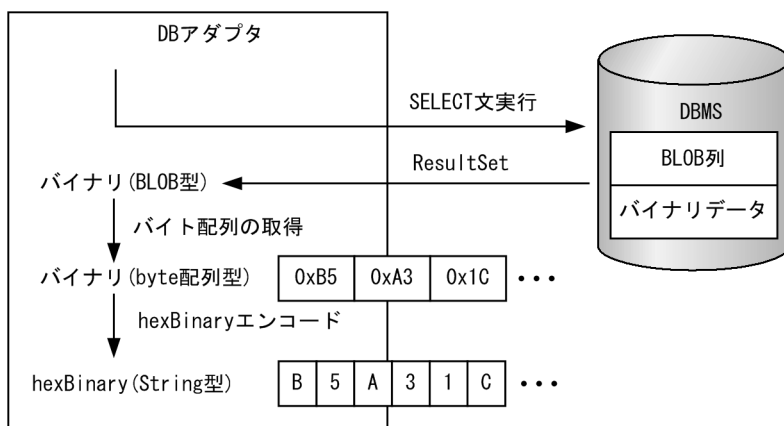 DBアダプタ
SELECT文実行
DBMS
BLOB列
バイナリデータ
ResultSet
バイナリ(BLOB型)
バイト配列の取得
バイナリ(byte配列型) 0xB5 0xA3 0x1C ・・・
hexBinaryエンコード
hexBinary(String型) B 5 A 3 1 C ・・・